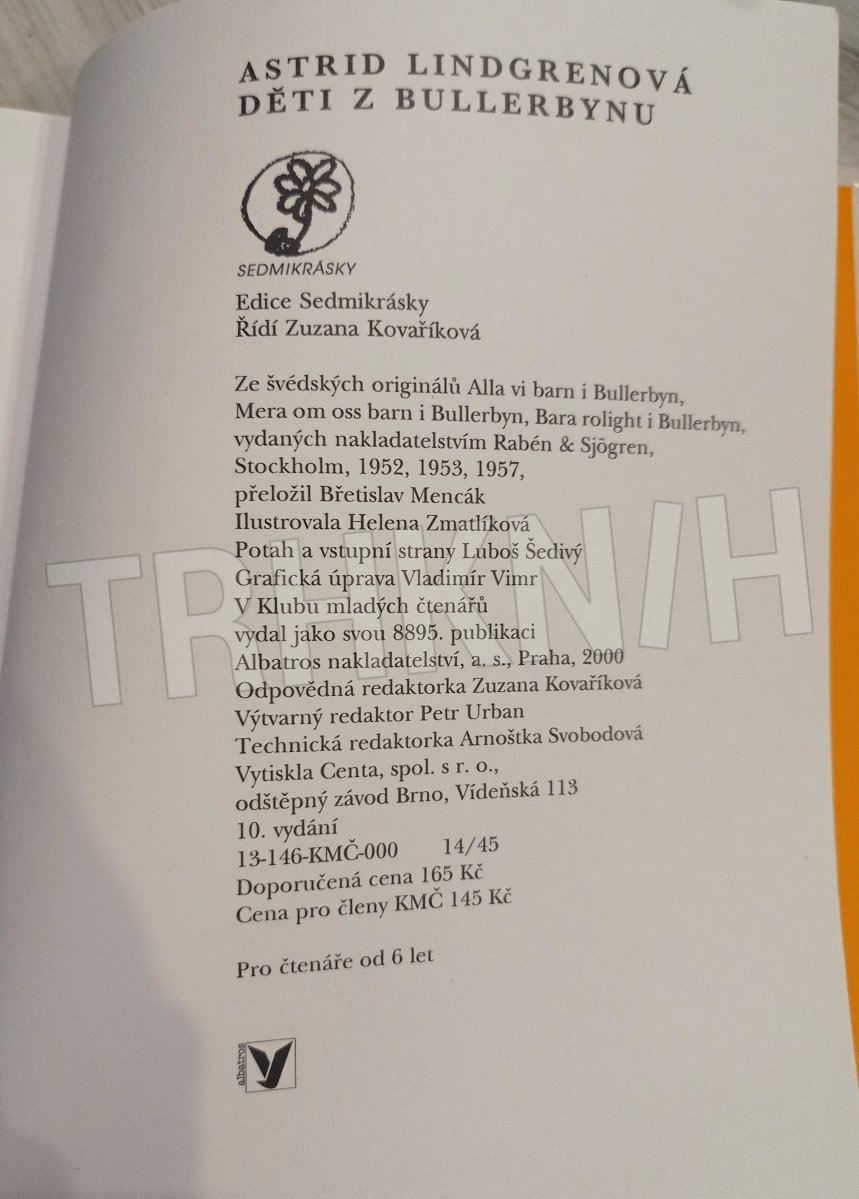 ASTRID LINDGRENOVÁ
DĚTI Z BULLERBYNU
SEDMIKRÁSKY
Edice Sedmikrásky
Řídí Zuzana Kovaříková
Ze švédských originálů Alla vi barn i Bullerbyn,
Mera om oss barn i Bullerbyn, Bara rolight i Bullerbyn,
vydaných nakladatelstvím Rabén & Sjögren,
Stockholm, 1952, 1953, 1957,
přeložil Břetislav Mencák
Ilustrovala Helena Zmatlíková
Potah a vstupní strany Luboš Šedivý
Grafická úprava Vladimír Vimr
V Klubu mladých čtenářů
vydal jako svou 8895. publikaci
Albatros nakladatelství, a. s., Praha, 2000
Odpovědná redaktorka Zuzana Kovaříková
Výtvarný redaktor Petr Urban
Technická redaktorka Arnoštka Svobodová
Vytiskla Centa, spol. s r. o.,
odštěpný závod Brno, Vídeňská 113
10. vydání
13-146-KMČ-000 14/45
Doporučená cena 165 Kč
Cena pro členy KMČ 145 Kč
Pro čtenáře od 6 let
albatros
TRHKNIH